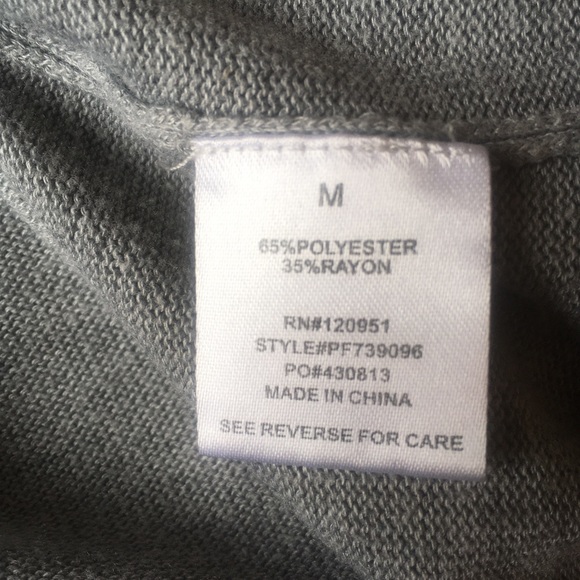 M
65%POLYESTER
35%RAYON
RN#120951
STYLE#PF739096
PO#430813
MADE IN CHINA
SEE REVERSE FOR CARE